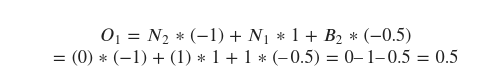 O₁ = N₂ * (−1) + N₁ * 1 + B₂ * (−0.5)
= (0) * (−1) + (1) * 1 + 1 * (–0.5) = 0– 1–0.5 = 0.5